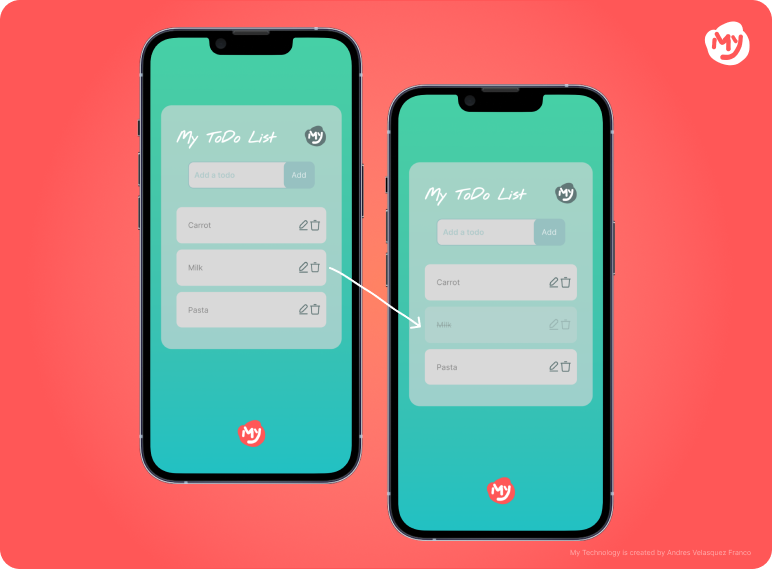 My
My ToDo List
My
Add a todo
Add
Carrot
Milk
Pasta
My
My ToDo List
My
Add a todo
Add
Carrot
Milk
Pasta
My
My Technology is created by Andres Velasquez Franco